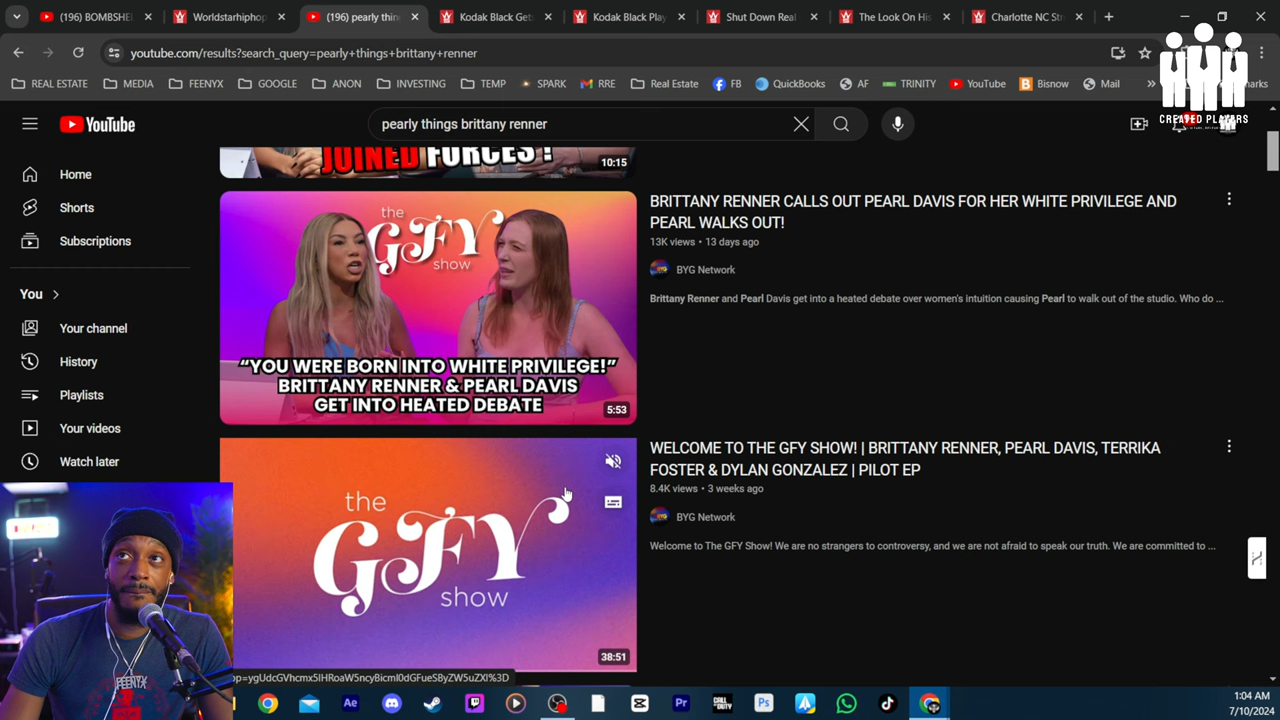 (196) BOMBSHEL
Worldstarhiphop
(196) pearly thin
Kodak Black Get
Kodak Black Play
Shut Down Real
The Look On His
Charlotte NC Str
youtube.com/results?search_query=pearly+things+brittany+renner
REAL ESTATE
MEDIA
FEENYX
GOOGLE
ANON
INVESTING
TEMP
SPARK
RRE
Real Estate
FB
QuickBooks
AF
TRINITY
YouTube
Bisnow
Mail
CREATED PLAYERS
YouTube
pearly things brittany renner
Home
Shorts
Subscriptions
You
Your channel
History
Playlists
Your videos
Watch later
JOINED FORCES!
10:15
the
GFY
show
"YOU WERE BORN INTO WHITE PRIVILEGE!"
BRITTANY RENNER & PEARL DAVIS
GET INTO HEATED DEBATE
5:53
BRITTANY RENNER CALLS OUT PEARL DAVIS FOR HER WHITE PRIVILEGE AND
PEARL WALKS OUT!
13K views • 13 days ago
BYG Network
Brittany Renner and Pearl Davis get into a heated debate over women's intuition causing Pearl to walk out of the studio. Who do ...
the
GFY
show
38:51
WELCOME TO THE GFY SHOW! | BRITTANY RENNER, PEARL DAVIS, TERRIKA
FOSTER & DYLAN GONZALEZ | PILOT EP
8.4K views • 3 weeks ago
BYG Network
Welcome to The GFY Show! We are no strangers to controversy, and we are not afraid to speak our truth. We are committed to ...
FEENYX
Ae
Pr
CALL OF DUTY
Ps
1:04 AM
7/10/2024